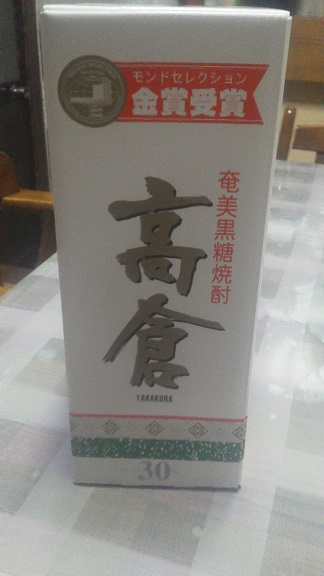 モンドセレクション
金賞受賞
奄美黒糖焼酎
高倉
TAKAKURA
30